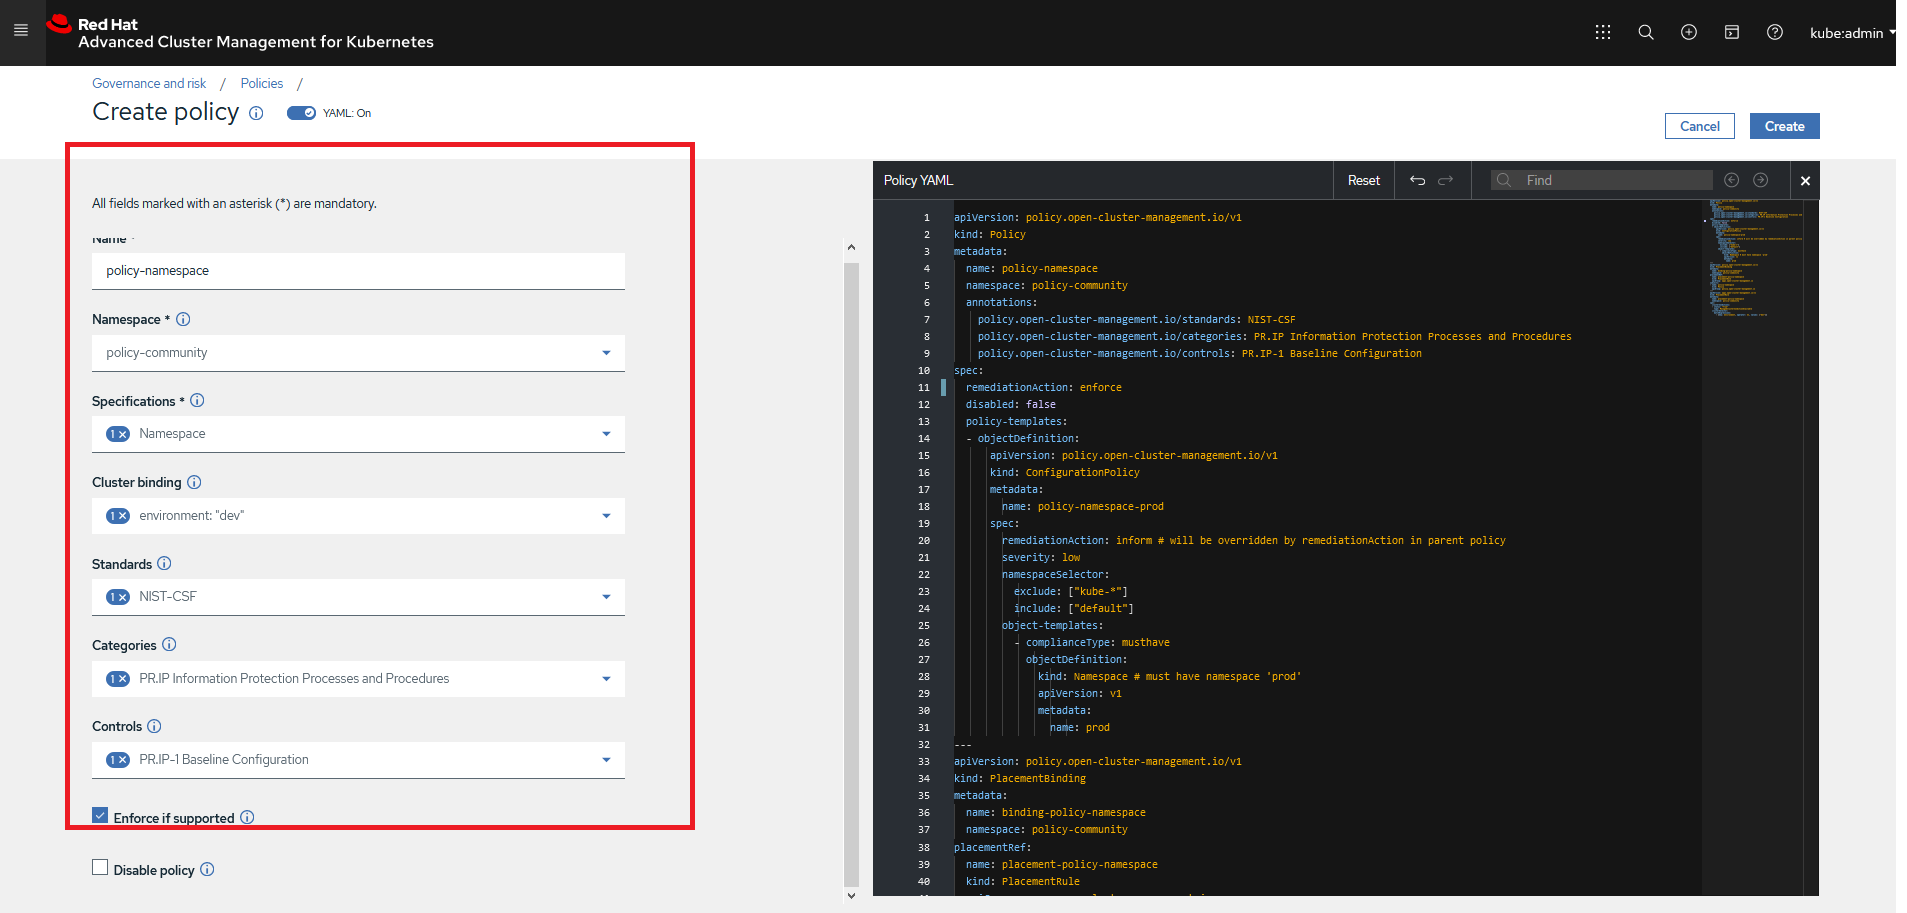 Red Hat
Advanced Cluster Management for Kubernetes
kube:admin
Governance and risk / Policies /
Create policy
YAML: On
Cancel
Create
All fields marked with an asterisk (*) are mandatory.
Name *
policy-namespace
Namespace *
policy-community
Specifications *
1 × Namespace
Cluster binding
1 × environment: "dev"
Standards
1 × NIST-CSF
Categories
1 × PR.IP Information Protection Processes and Procedures
Controls
1 × PR.IP-1 Baseline Configuration
Enforce if supported
Disable policy
Policy YAML
Reset
Find
1 apiVersion: policy.open-cluster-management.io/v1
2 kind: Policy
3 metadata:
4 name: policy-namespace
5 namespace: policy-community
6 annotations:
7 policy.open-cluster-management.io/standards: NIST-CSF
8 policy.open-cluster-management.io/categories: PR.IP Information Protection Processes and Procedures
9 policy.open-cluster-management.io/controls: PR.IP-1 Baseline Configuration
10 spec:
11 remediationAction: enforce
12 disabled: false
13 policy-templates:
14 - objectDefinition:
15 apiVersion: policy.open-cluster-management.io/v1
16 kind: ConfigurationPolicy
17 metadata:
18 name: policy-namespace-prod
19 spec:
20 remediationAction: inform # will be overridden by remediationAction in parent policy
21 severity: low
22 namespaceSelector:
23 exclude: ["kube-*"]
24 include: ["default"]
25 object-templates:
26 - complianceType: musthave
27 objectDefinition:
28 kind: Namespace # must have namespace 'prod'
29 apiVersion: v1
30 metadata:
31 name: prod
32 ---
33 apiVersion: policy.open-cluster-management.io/v1
34 kind: PlacementBinding
35 metadata:
36 name: binding-policy-namespace
37 namespace: policy-community
38 placementRef:
39 name: placement-policy-namespace
40 kind: PlacementRule